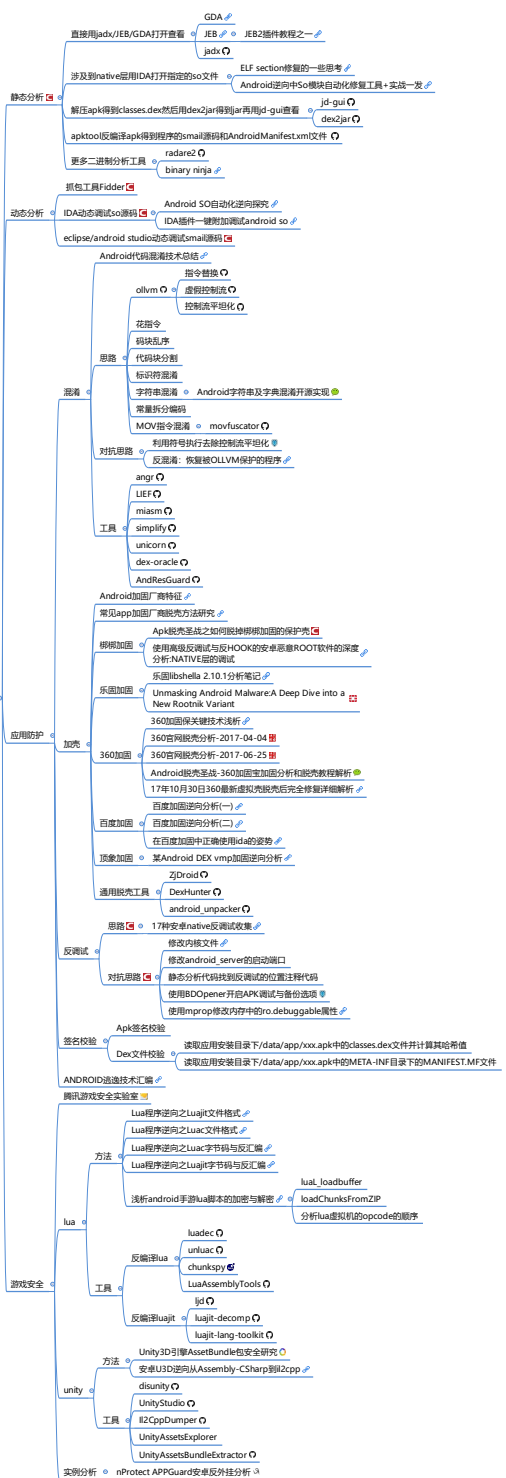 静态分析
直接用jadx/JEB/GDA打开查看
GDA
JEB
JEB2插件教程之一
jadx
涉及到native层用IDA打开指定的so文件
ELF section修复的一些思考
Android逆向中So模块自动化修复工具+实战一发
解压apk得到classes.dex然后用dex2jar得到jar再用jd-gui查看
jd-gui
dex2jar
apktool反编译apk得到程序的smail源码和AndroidManifest.xml文件
更多二进制分析工具
radare2
binary ninja
动态分析
抓包工具Fidder
IDA动态调试so源码
Android SO自动化逆向探究
IDA插件一键附加调试android so
eclipse/android studio动态调试smail源码
应用防护
混淆
Android代码混淆技术总结
思路
ollvm
指令替换
虚假控制流
控制流平坦化
花指令
码块乱序
代码块分割
标识符混淆
字符串混淆
Android字符串及字典混淆开源实现
常量拆分编码
MOV指令混淆
movfuscator
对抗思路
利用符号执行去除控制流平坦化
反混淆：恢复被OLLVM保护的程序
工具
angr
LIEF
miasm
simplify
unicorn
dex-oracle
AndResGuard
加壳
Android加固厂商特征
常见app加固厂商脱壳方法研究
梆梆加固
Apk脱壳圣战之如何脱掉梆梆加固的保护壳
使用高级反调试与反HOOK的安卓恶意ROOT软件的深度
分析:NATIVE层的调试
乐固加固
乐固libshella 2.10.1分析笔记
Unmasking Android Malware:A Deep Dive into a
New Rootnik Variant
360加固
360加固保关键技术浅析
360官网脱壳分析-2017-04-04
360官网脱壳分析-2017-06-25
Android脱壳圣战-360加固宝加固分析和脱壳教程解析
17年10月30日360最新虚拟壳脱壳后完全修复详细解析
百度加固
百度加固逆向分析(一)
百度加固逆向分析(二)
在百度加固中正确使用ida的姿势
顶象加固
某Android DEX vmp加固逆向分析
通用脱壳工具
ZjDroid
DexHunter
android_unpacker
反调试
思路
17种安卓native反调试收集
对抗思路
修改内核文件
修改android_server的启动端口
静态分析代码找到反调试的位置注释代码
使用BDOpener开启APK调试与备份选项
使用mprop修改内存中的ro.debuggable属性
签名校验
Apk签名校验
Dex文件校验
读取应用安装目录下/data/app/xxx.apk中的classes.dex文件并计算其哈希值
读取应用安装目录下/data/app/xxx.apk中的META-INF目录下的MANIFEST.MF文件
ANDROID逃逸技术汇编
游戏安全
腾讯游戏安全实验室
lua
方法
Lua程序逆向之Luajit文件格式
Lua程序逆向之Luac文件格式
Lua程序逆向之Luac字节码与反汇编
Lua程序逆向之Luajit字节码与反汇编
浅析android手游lua脚本的加密与解密
luaL_loadbuffer
loadChunksFromZIP
分析lua虚拟机的opcode的顺序
工具
反编译lua
luadec
unluac
chunkspy
LuaAssemblyTools
反编译luajit
ljd
luajit-decomp
luajit-lang-toolkit
unity
方法
Unity3D引擎AssetBundle包安全研究
安卓U3D逆向从Assembly-CSharp到il2cpp
工具
disunity
UnityStudio
Il2CppDumper
UnityAssetsExplorer
UnityAssetsBundleExtractor
实例分析
nProtect APPGuard安卓反外挂分析